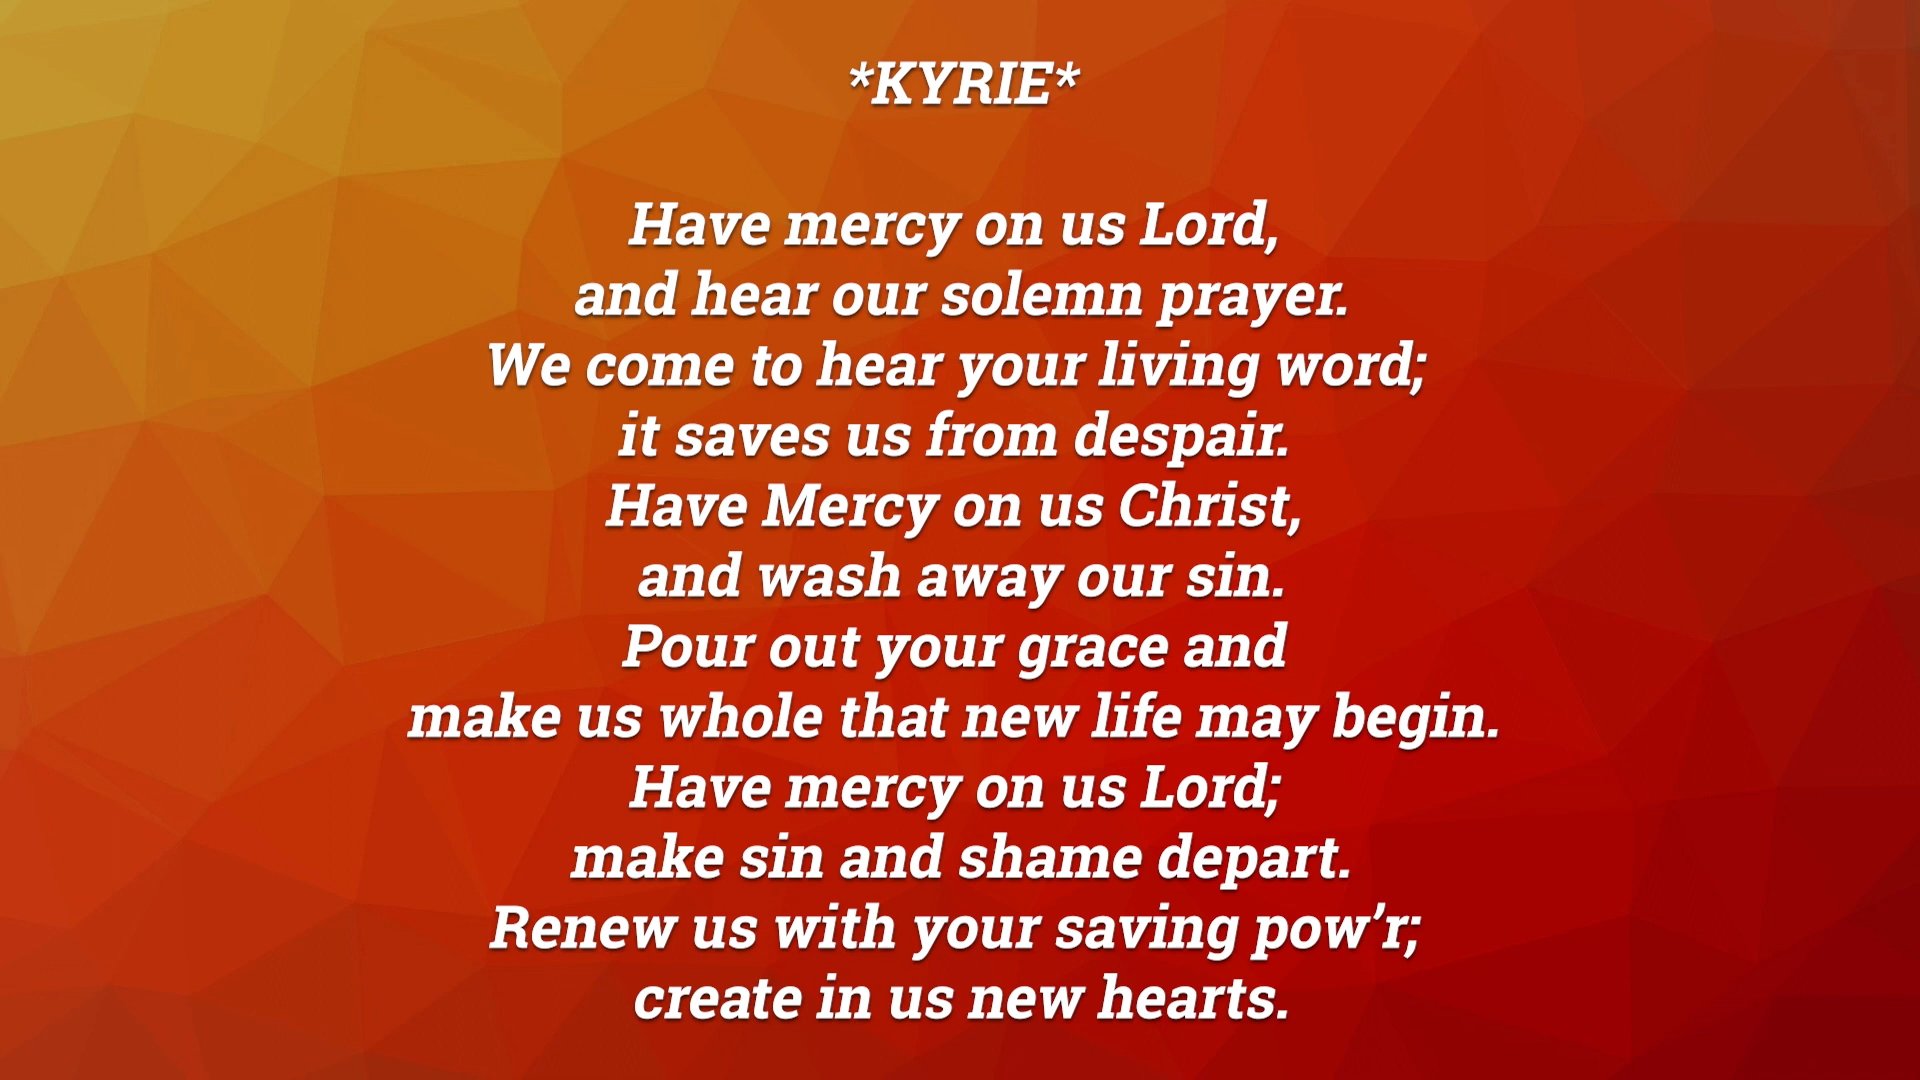 *KYRIE*
Have mercy on us Lord,
and hear our solemn prayer.
We come to hear your living word;
it saves us from despair.
Have Mercy on us Christ,
and wash away our sin.
Pour out your grace and
make us whole that new life may begin.
Have mercy on us Lord;
make sin and shame depart.
Renew us with your saving pow’r;
create in us new hearts.